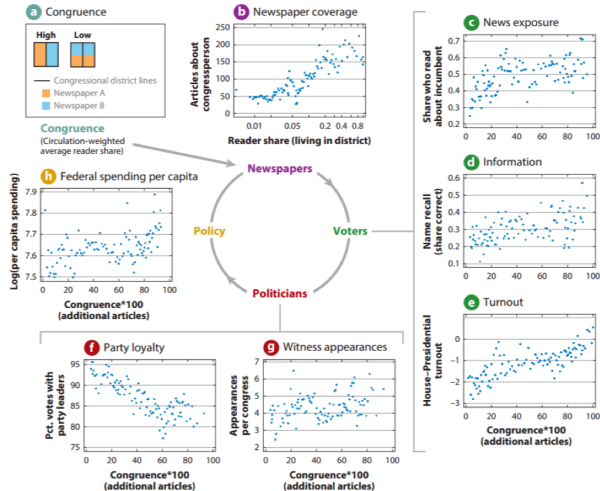 a Congruence
High Low
Congressional district lines
Newspaper A
Newspaper B
Congruence
(Circulation-weighted
average reader share)
b Newspaper coverage
Articles about
congressperson
250
200
150
100
50
0
0.01 0.05 0.2 0.4 0.8
Reader share (living in district)
c News exposure
Share who read
about incumbent
0.7
0.6
0.5
0.4
0.3
0.2
0 20 40 60 80 100
d Information
Name recall
(share correct)
0.6
0.5
0.4
0.3
0.2
0.1
0 20 40 60 80 100
e Turnout
House–Presidential
turnout
0
−1
−2
−3
0 20 40 60 80 100
Congruence*100
(additional articles)
Newspapers
Voters
Politicians
Policy
h Federal spending per capita
Log(per capita spending)
7.9
7.8
7.7
7.6
7.5
0 20 40 60 80 100
Congruence*100
(additional articles)
f Party loyalty
Pct. votes with
party leaders
95
90
85
80
75
0 20 40 60 80 100
Congruence*100
(additional articles)
g Witness appearances
Appearances
per congress
7
6
5
4
3
2
0 20 40 60 80 100
Congruence*100
(additional articles)